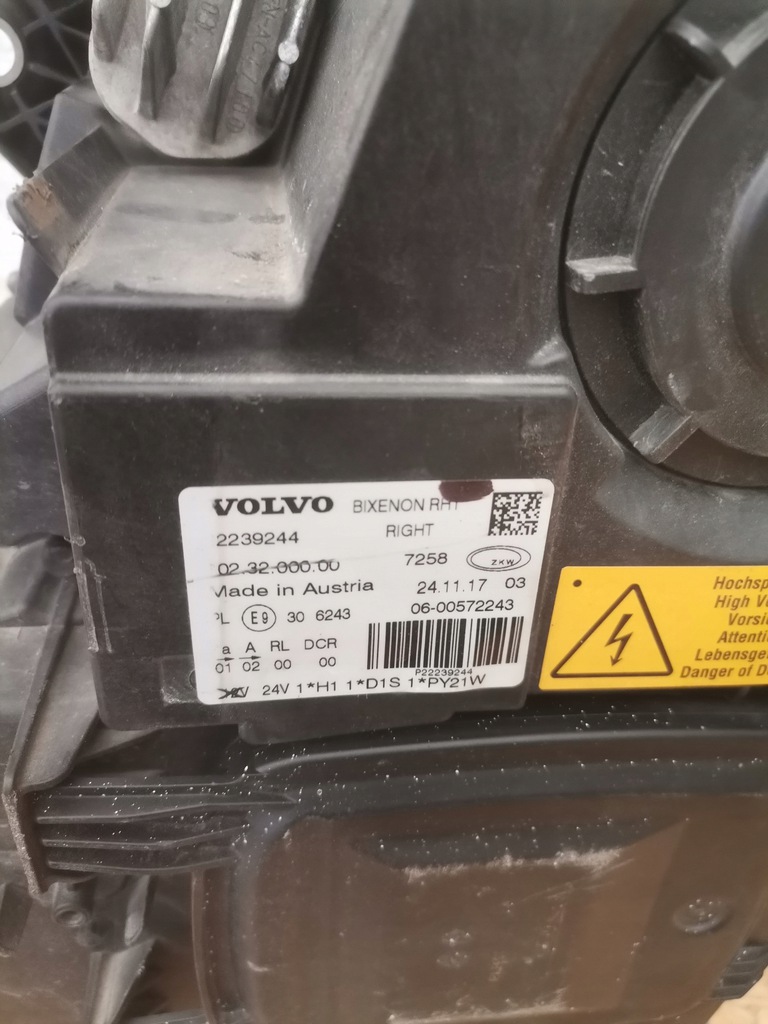 VOLVO BIXENON RHT
RIGHT
2239244
02.32.000.00 7258 ZKW
Made in Austria 24.11.17 03
PL E9 30 6243 06-00572243
a A RL DCR
01 02 00 00
P22239244
24V 1*H1 1*D1S 1*PY21W
Hochsp
High Vo
Vorsi
Attenti
Lebensge
Danger of D